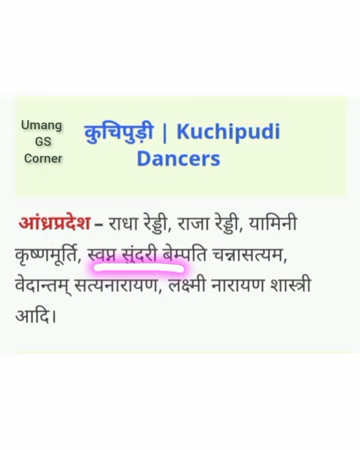 Umang
GS
Corner
कुचिपुड़ी | Kuchipudi
Dancers
आंध्रप्रदेश – राधा रेड्डी, राजा रेड्डी, यामिनी
कृष्णमूर्ति, स्वप्न सुंदरी बेम्पति चन्नासत्यम,
वेदान्तम् सत्यनारायण, लक्ष्मी नारायण शास्त्री
आदि।